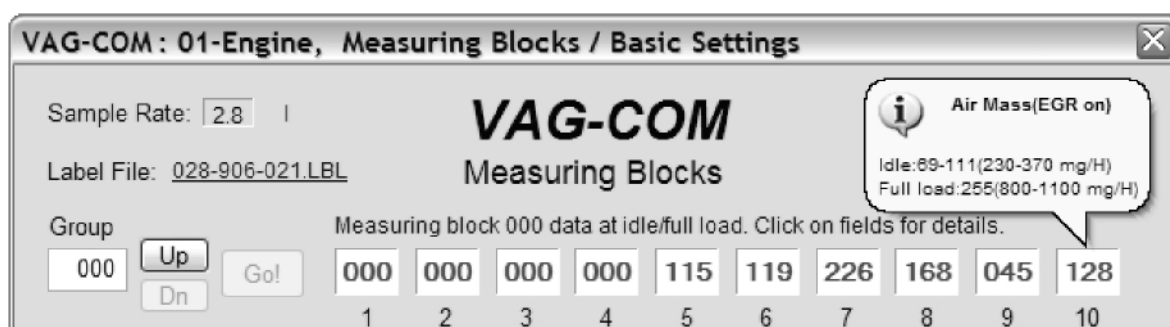 VAG-COM: 01-Engine, Measuring Blocks / Basic Settings
Sample Rate: 2.8 I
VAG-COM
Air Mass(EGR on)
Label File: 028-906-021.LBL
Measuring Blocks
Idle:69-111(230-370 mg/H)
Full load:255(800-1100 mg/H)
Group
Measuring block 000 data at idle/full load. Click on fields for details.
000 Up Go! 000 000 000 000 115 119 226 168 045 128
Dn
1 2 3 4 5 6 7 8 9 10